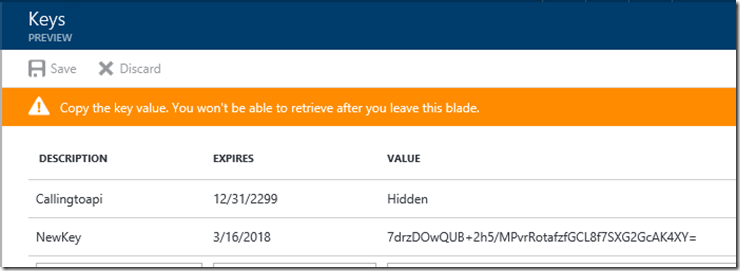 Keys
PREVIEW
Save Discard
Copy the key value. You won't be able to retrieve after you leave this blade.
DESCRIPTION EXPIRES VALUE
Callingtoapi 12/31/2299 Hidden
NewKey 3/16/2018 7drzDOwQUB+2h5/MPvrRotafzfGCL8f7SXG2GcAK4XY=